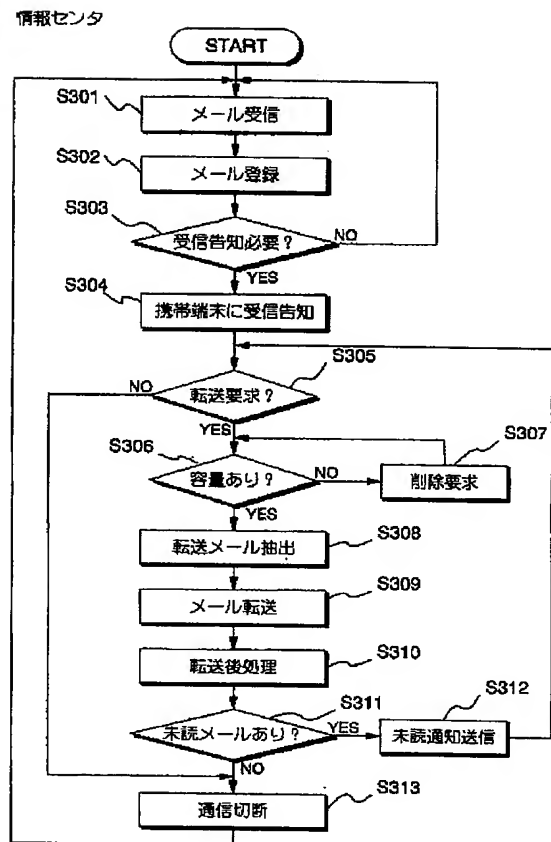 情報センタ
START
S301
メール受信
S302
メール登録
S303
受信告知必要？
NO
YES
S304
携帯端末に受信告知
S305
NO
転送要求？
YES
S306
S307
容量あり？
NO
削除要求
YES
S308
転送メール抽出
S309
メール転送
S310
転送後処理
S311
S312
未読メールあり？
YES
未読通知送信
NO
S313
通信切断